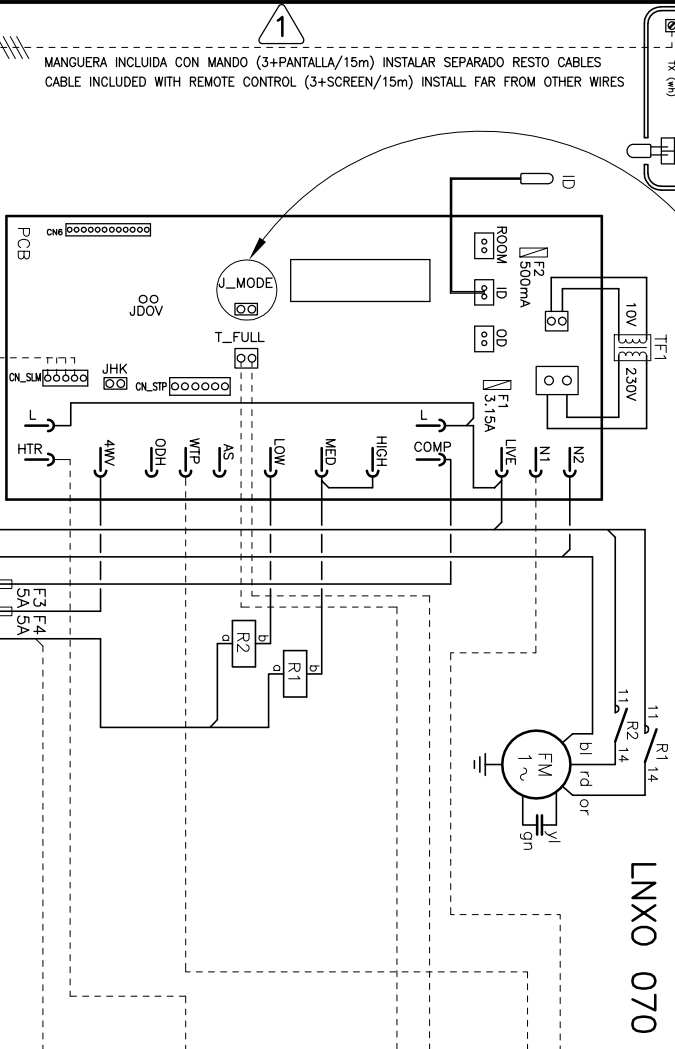 1
MANGUERA INCLUIDA CON MANDO (3+PANTALLA/15m) INSTALAR SEPARADO RESTO CABLES
CABLE INCLUDED WITH REMOTE CONTROL (3+SCREEN/15m) INSTALL FAR FROM OTHER WIRES
TX (wh)
ID
PCB
CN6
J_MODE
JDOV
T_FULL
ROOM
ID
OD
F2
500mA
10V
TF1
230V
CN_SLM
JHK
CN_STP
F1
3.15A
L
HTR
4WV
ODH
WTP
AS
LOW
MED
HIGH
L
COMP
LIVE
N1
N2
F3
5A
F4
5A
a
R2
b
a
R1
b
11
R2
14
11
R1
14
FM
1 ~
bl
rd
or
gn
yl
LNXO 070